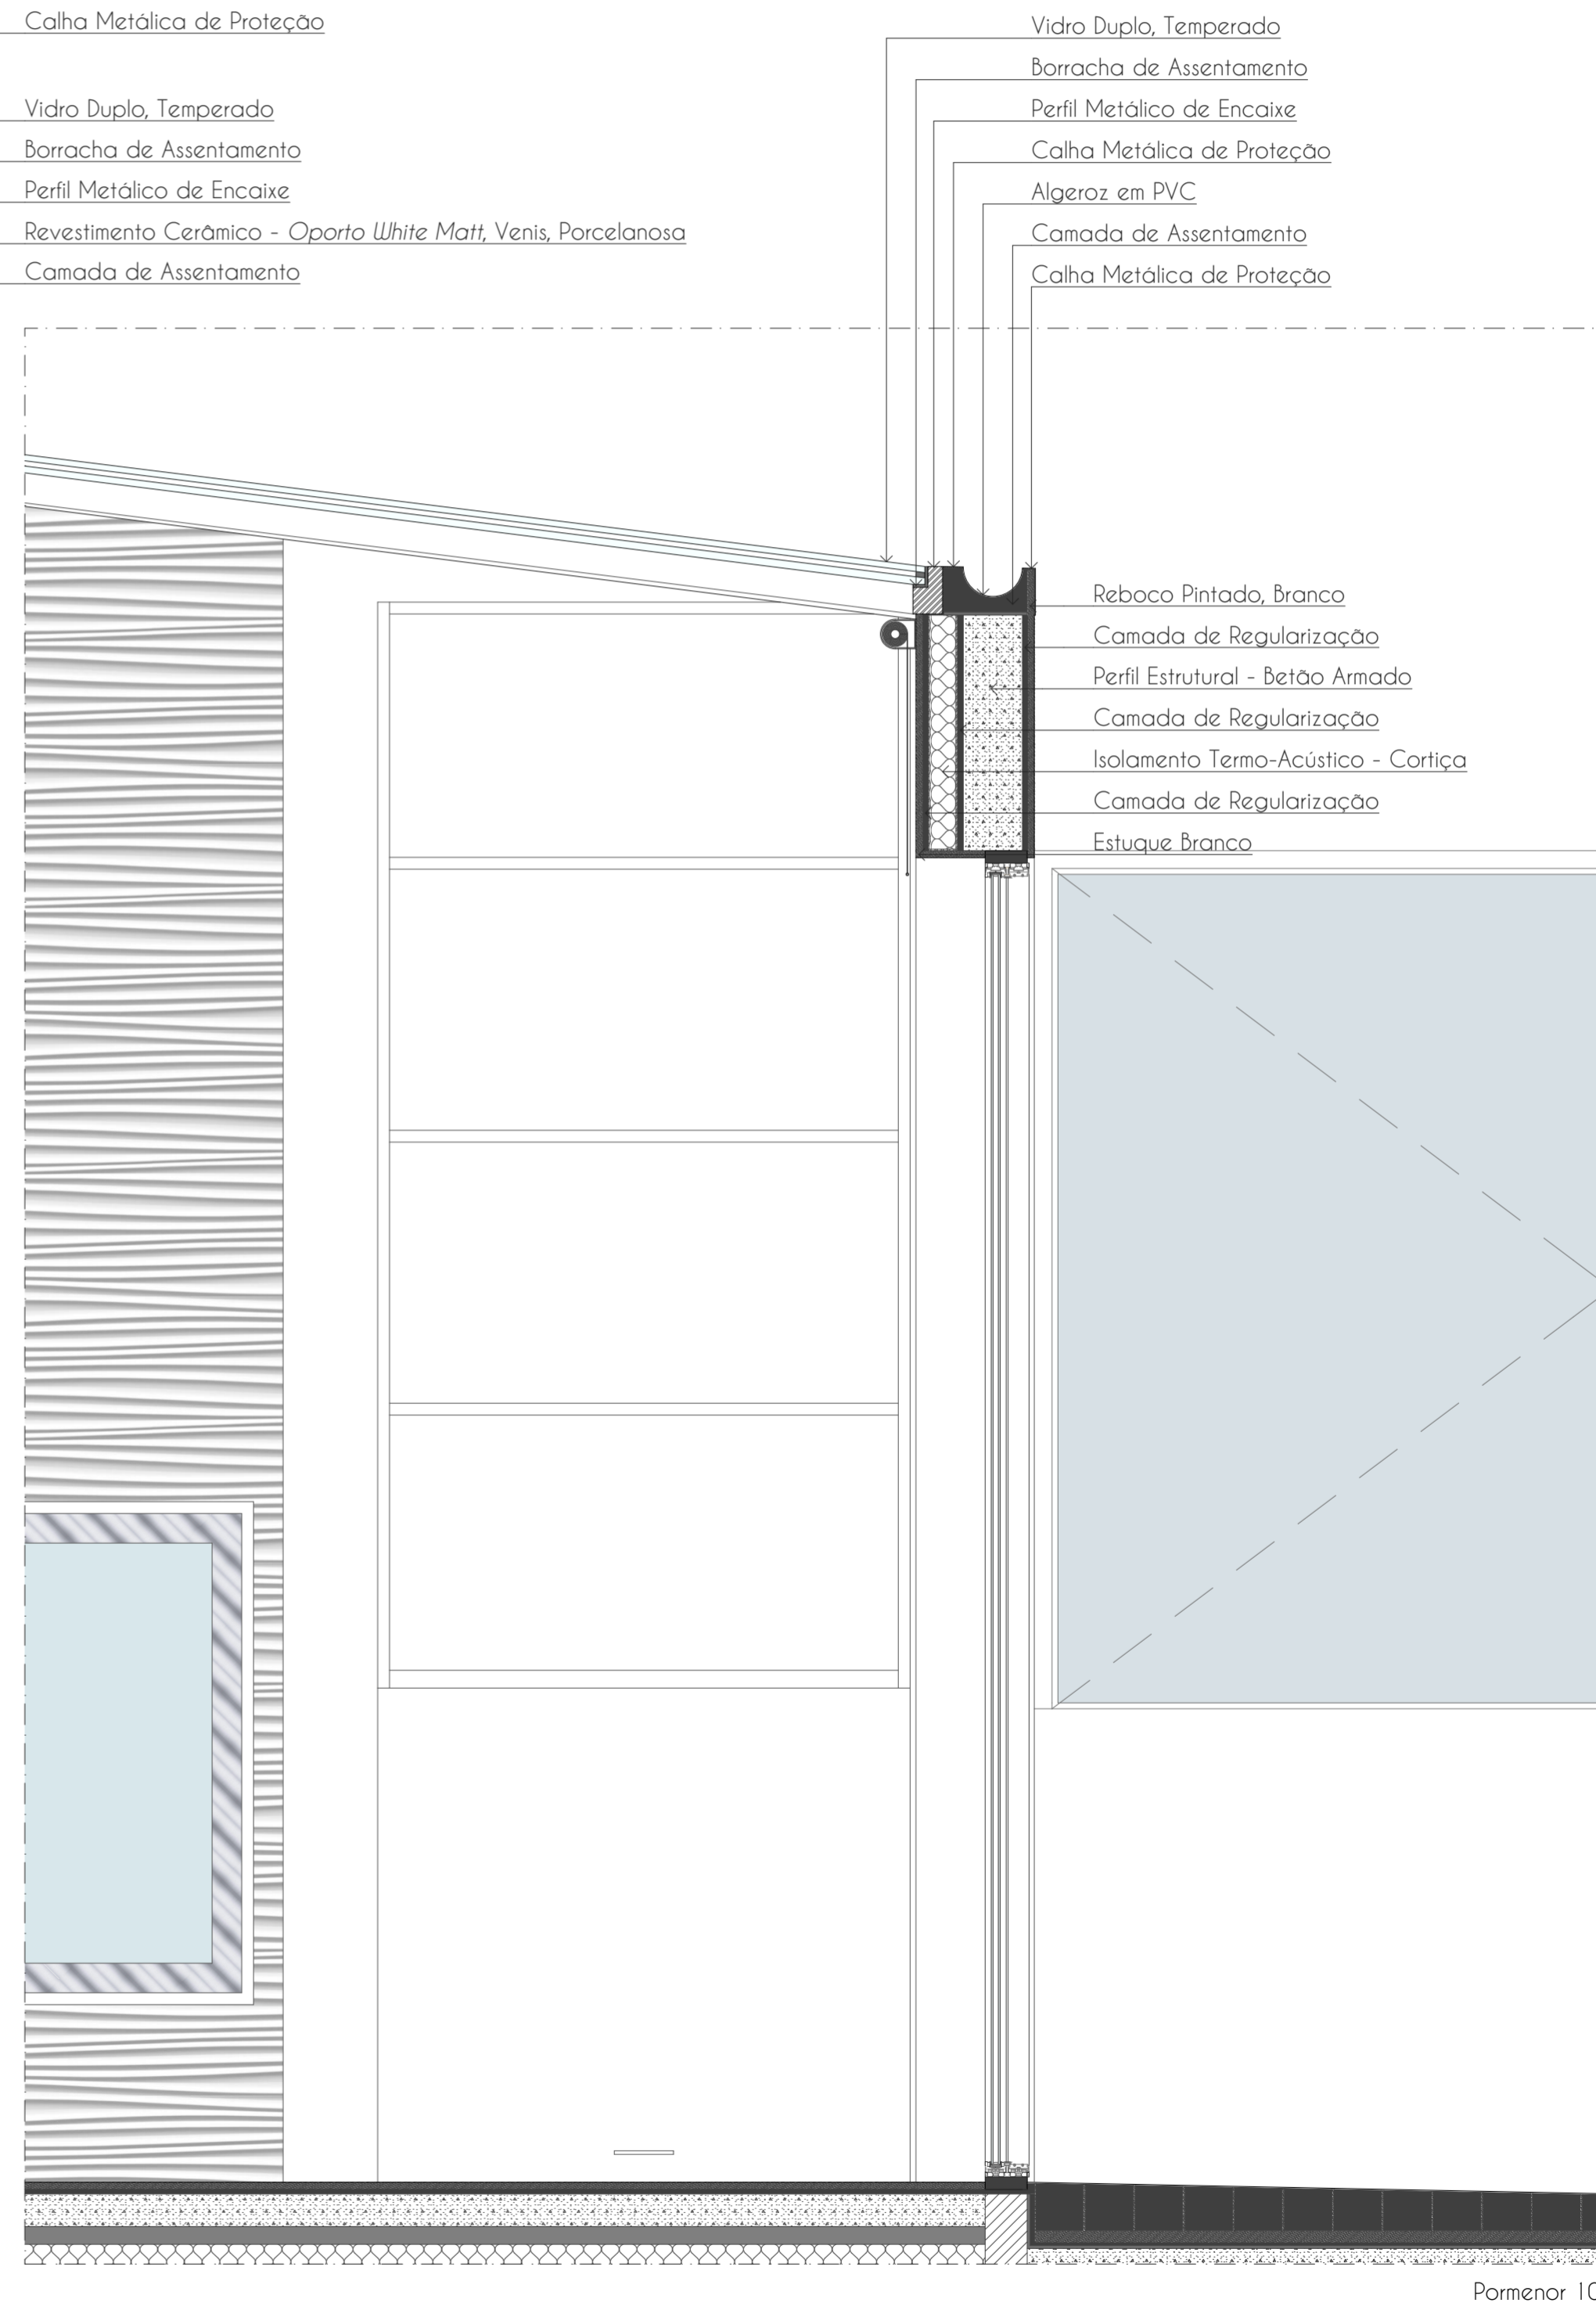 Calha Metálica de Proteção
Vidro Duplo, Temperado
Borracha de Assentamento
Perfil Metálico de Encaixe
Revestimento Cerâmico - Oporto White Matt, Venis, Porcelanosa
Camada de Assentamento
Vidro Duplo, Temperado
Borracha de Assentamento
Perfil Metálico de Encaixe
Calha Metálica de Proteção
Algeroz em PVC
Camada de Assentamento
Calha Metálica de Proteção
Reboco Pintado, Branco
Camada de Regularização
Perfil Estrutural - Betão Armado
Camada de Regularização
Isolamento Termo-Acústico - Cortiça
Camada de Regularização
Estuque Branco
Pormenor 10